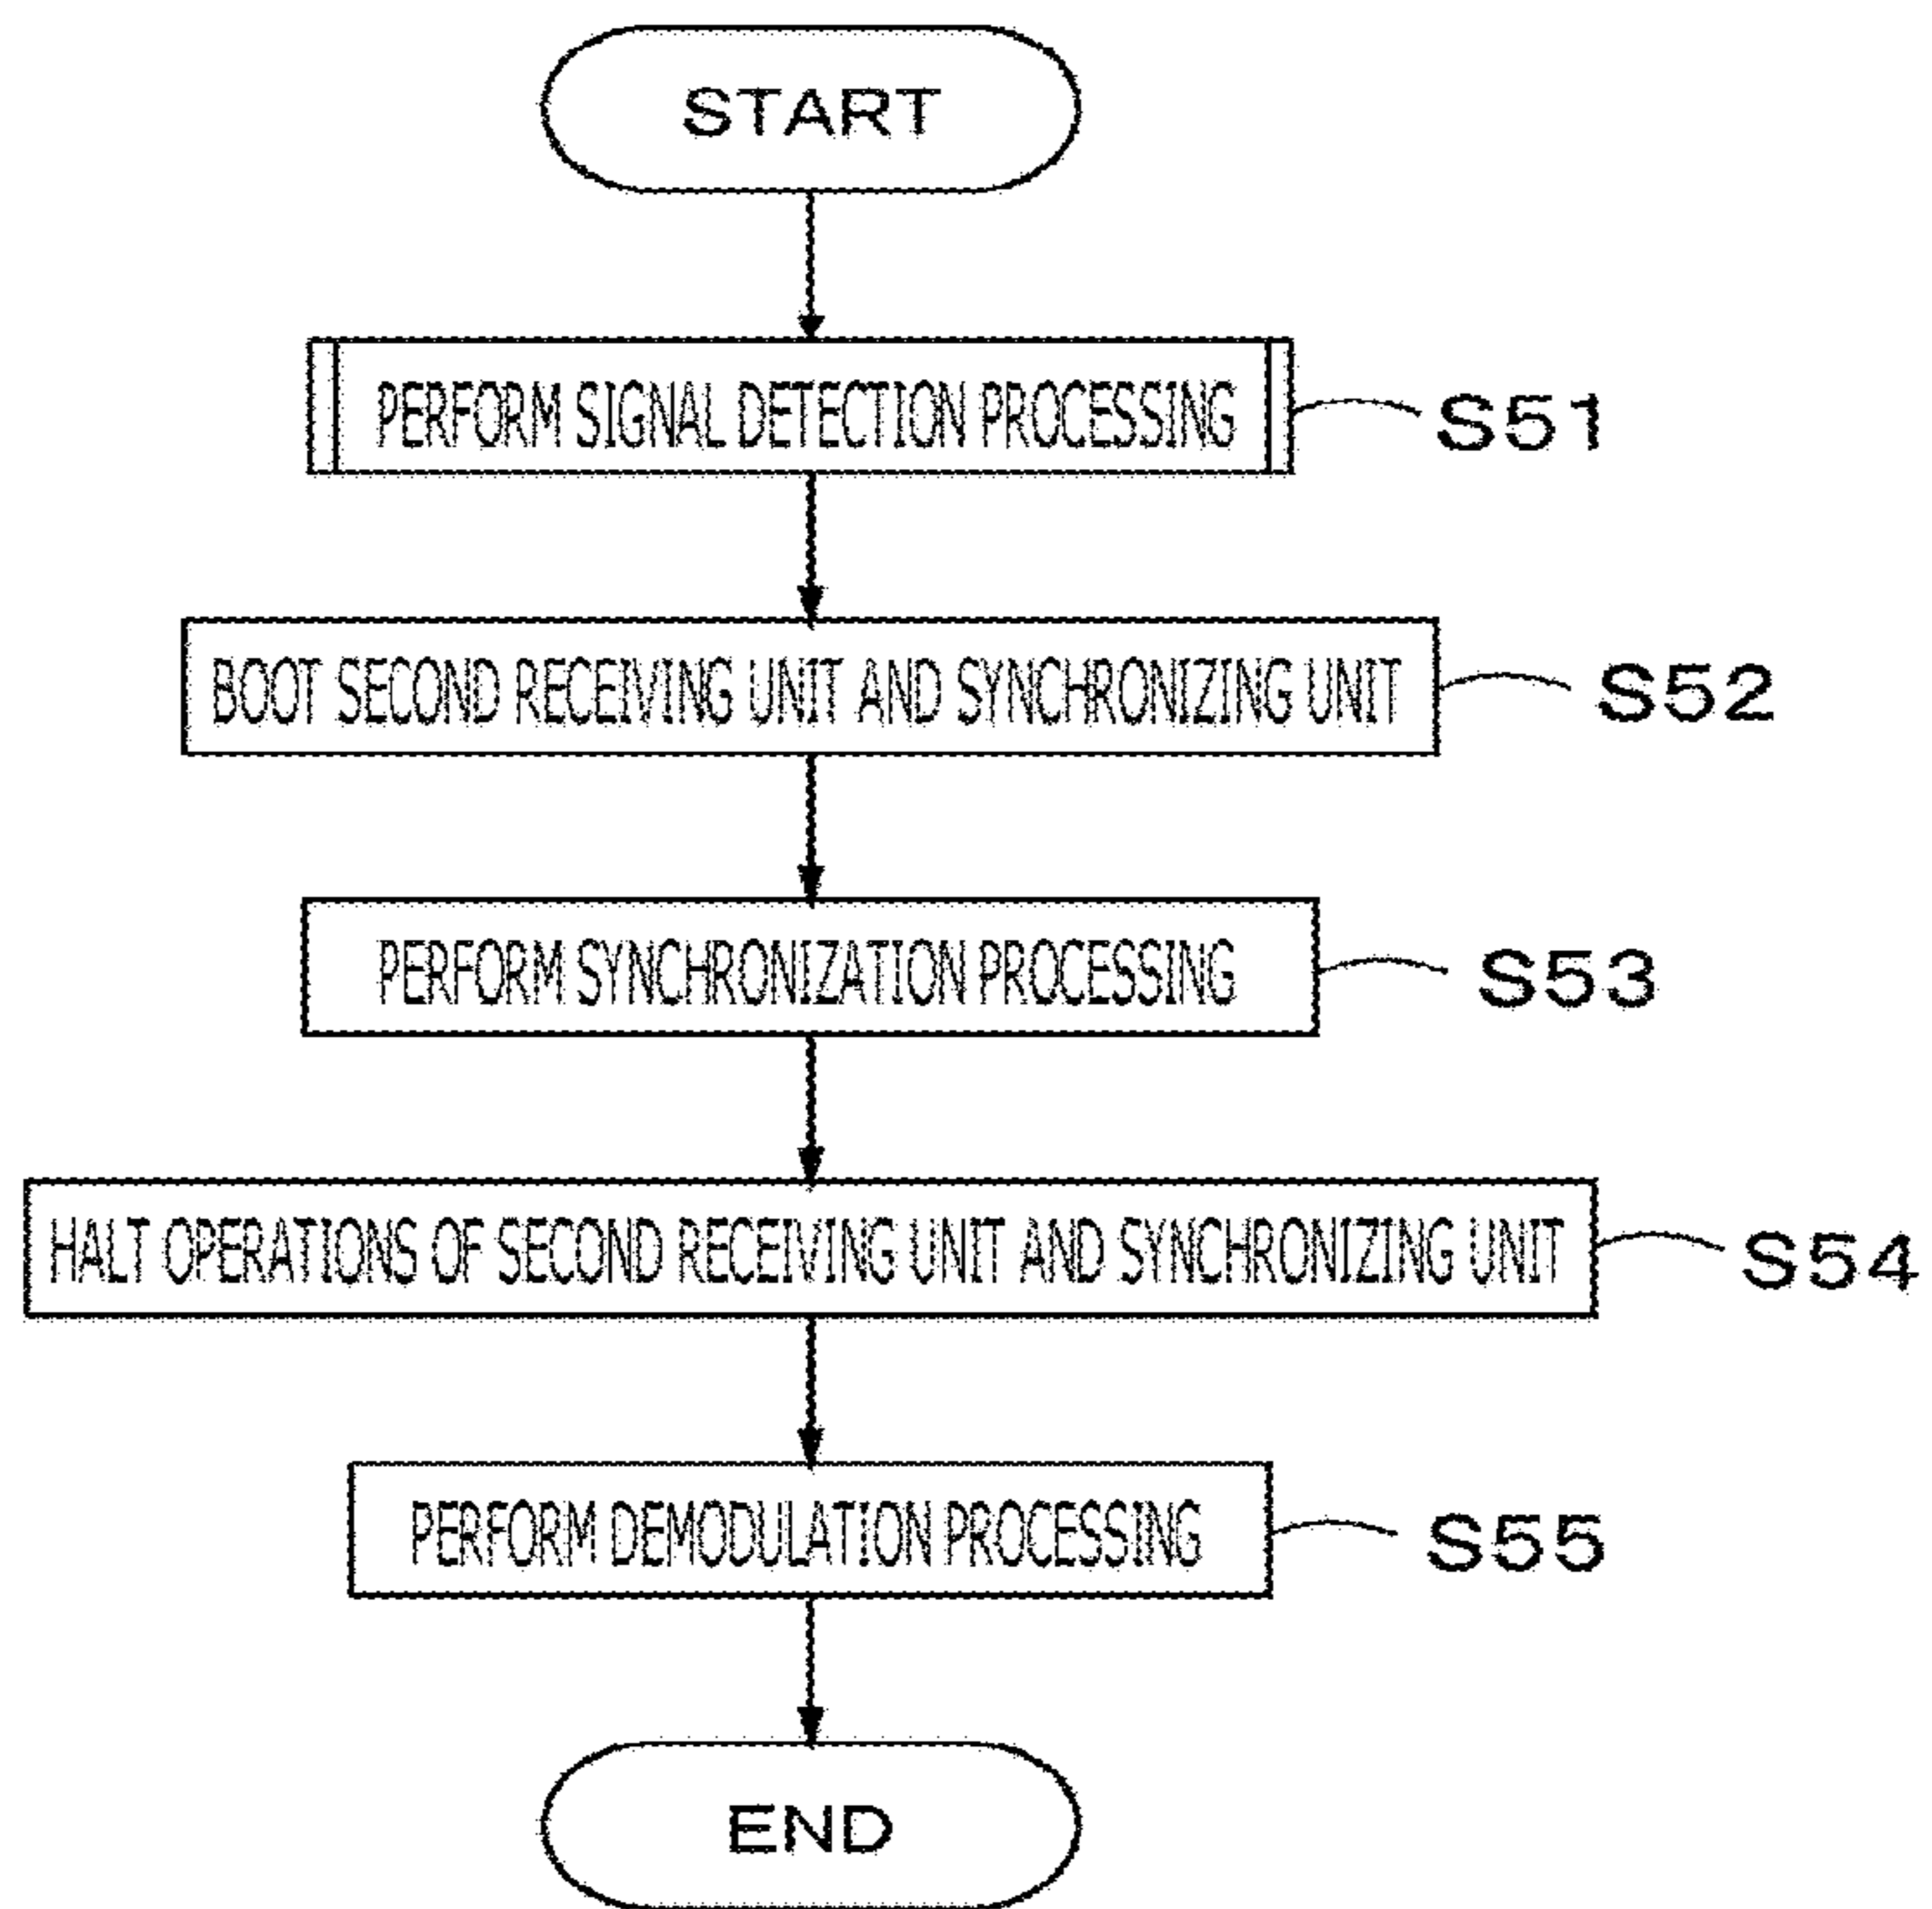 START
PERFORM SIGNAL DETECTION PROCESSING
S51
BOOT SECOND RECEIVING UNIT AND SYNCHRONIZING UNIT
S52
PERFORM SYNCHRONIZATION PROCESSING
S53
HALT OPERATIONS OF SECOND RECEIVING UNIT AND SYNCHRONIZING UNIT
S54
PERFORM DEMODULATION PROCESSING
S55
END